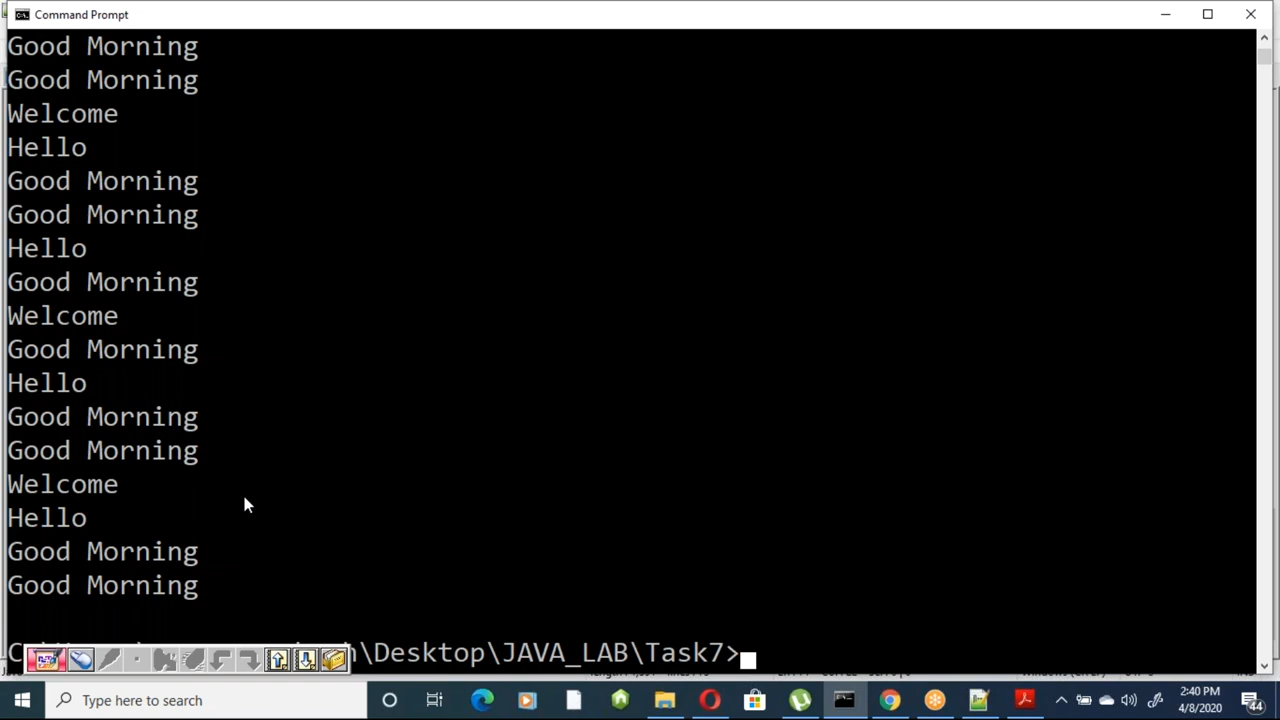 Command Prompt
Good Morning
Good Morning
Welcome
Hello
Good Morning
Good Morning
Hello
Good Morning
Welcome
Good Morning
Hello
Good Morning
Good Morning
Welcome
Hello
Good Morning
Good Morning
\Desktop\JAVA_LAB\Task7>
Type here to search
2:40 PM
4/8/2020
44